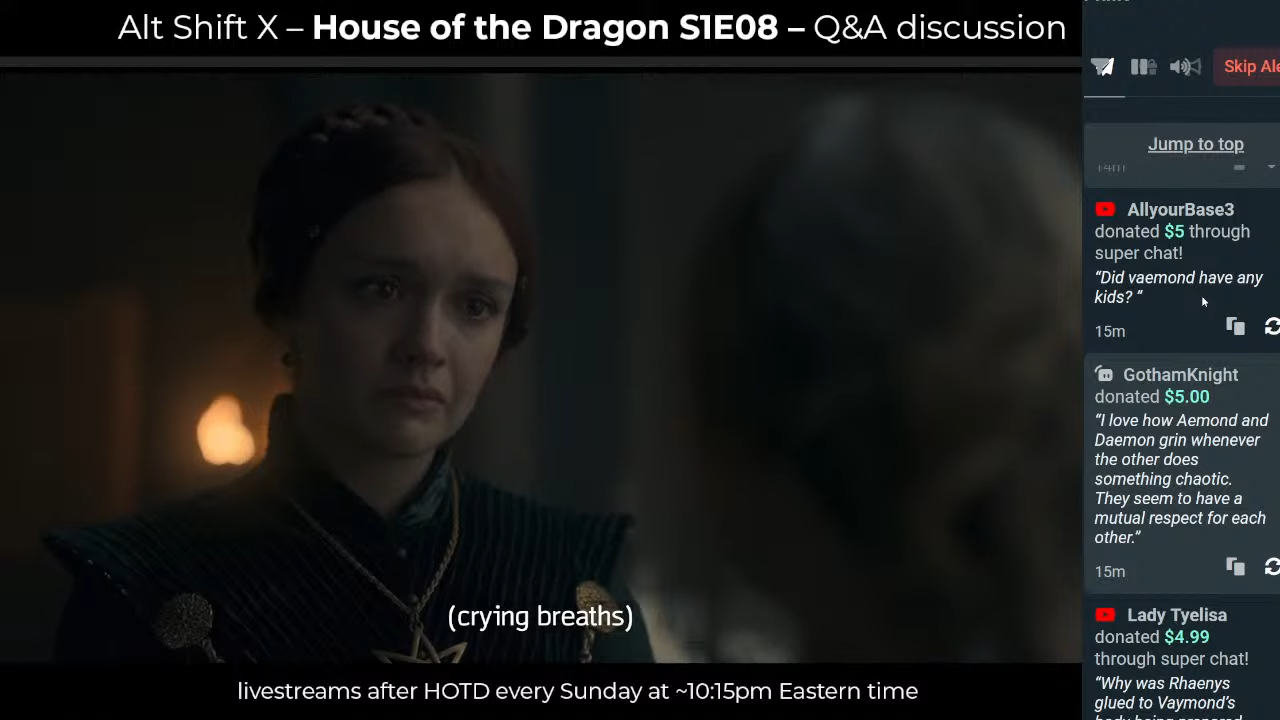 Alt Shift X – House of the Dragon S1E08 – Q&A discussion
(crying breaths)
livestreams after HOTD every Sunday at ~10:15pm Eastern time
Skip Ale
Jump to top
14m
AllyourBase3
donated $5 through
super chat!
“Did vaemond have any
kids? “
15m
GothamKnight
donated $5.00
“I love how Aemond and
Daemon grin whenever
the other does
something chaotic.
They seem to have a
mutual respect for each
other.”
15m
Lady Tyelisa
donated $4.99
through super chat!
“Why was Rhaenys
glued to Vaymond’s